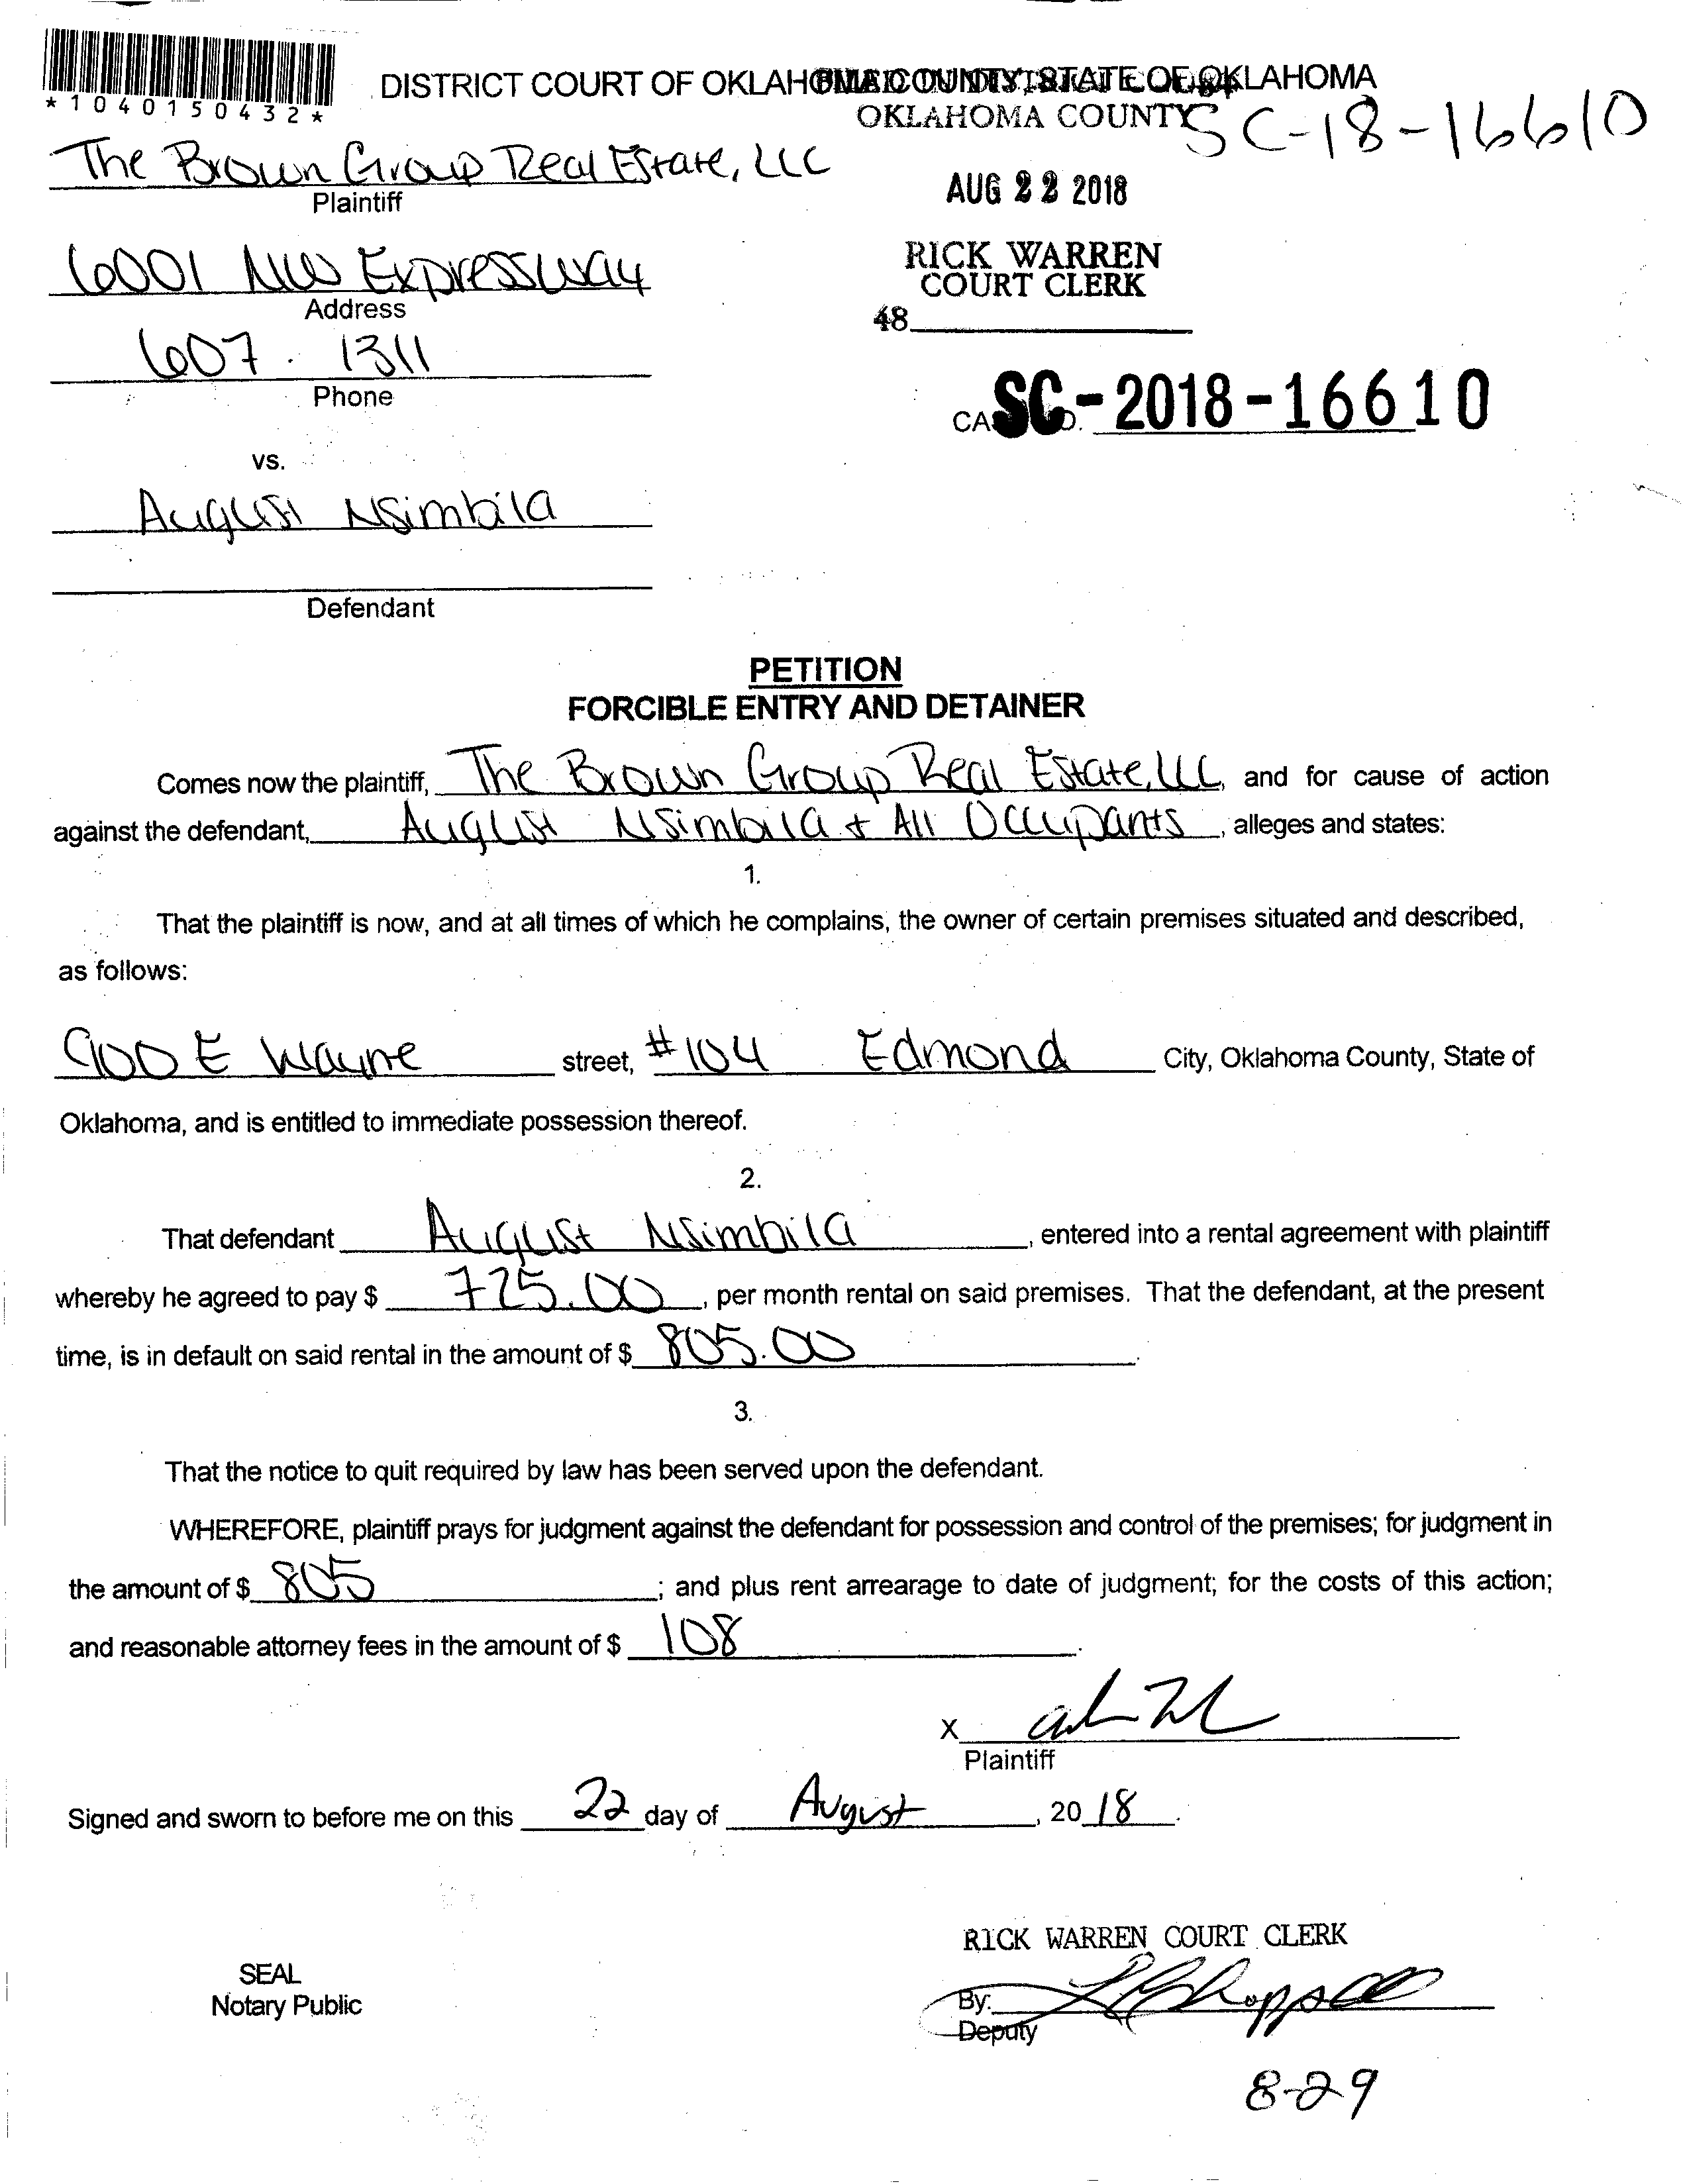 *1040150432*
DISTRICT COURT OF OKLAHOMA COUNTY, STATE OF OKLAHOMA
OKLAHOMA COUNTY
SC-18-16610
The Brown Group Real Estate, LLC
Plaintiff
AUG 22 2018
6001 NW Expressway
Address
RICK WARREN
COURT CLERK
48
607. 1311
Phone
SC-2018-16610
vs.
August Nsimbila
Defendant
PETITION
FORCIBLE ENTRY AND DETAINER
Comes now the plaintiff, The Brown Group Real Estate, LLC, and for cause of action
against the defendant, August Nsimbila + All Occupants, alleges and states:
1.
That the plaintiff is now, and at all times of which he complains, the owner of certain premises situated and described,
as follows:
900 E Wayne street, #104 Edmond City, Oklahoma County, State of
Oklahoma, and is entitled to immediate possession thereof.
2.
That defendant August Nsimbila, entered into a rental agreement with plaintiff
whereby he agreed to pay $ 725.00, per month rental on said premises. That the defendant, at the present
time, is in default on said rental in the amount of $ 805.00.
3.
That the notice to quit required by law has been served upon the defendant.
WHEREFORE, plaintiff prays for judgment against the defendant for possession and control of the premises; for judgment in
the amount of $ 805; and plus rent arrearage to date of judgment; for the costs of this action;
and reasonable attorney fees in the amount of $ 108.
X
Plaintiff
Signed and sworn to before me on this 22 day of August, 2018.
RICK WARREN COURT CLERK
SEAL
Notary Public
By:
Deputy
8-29